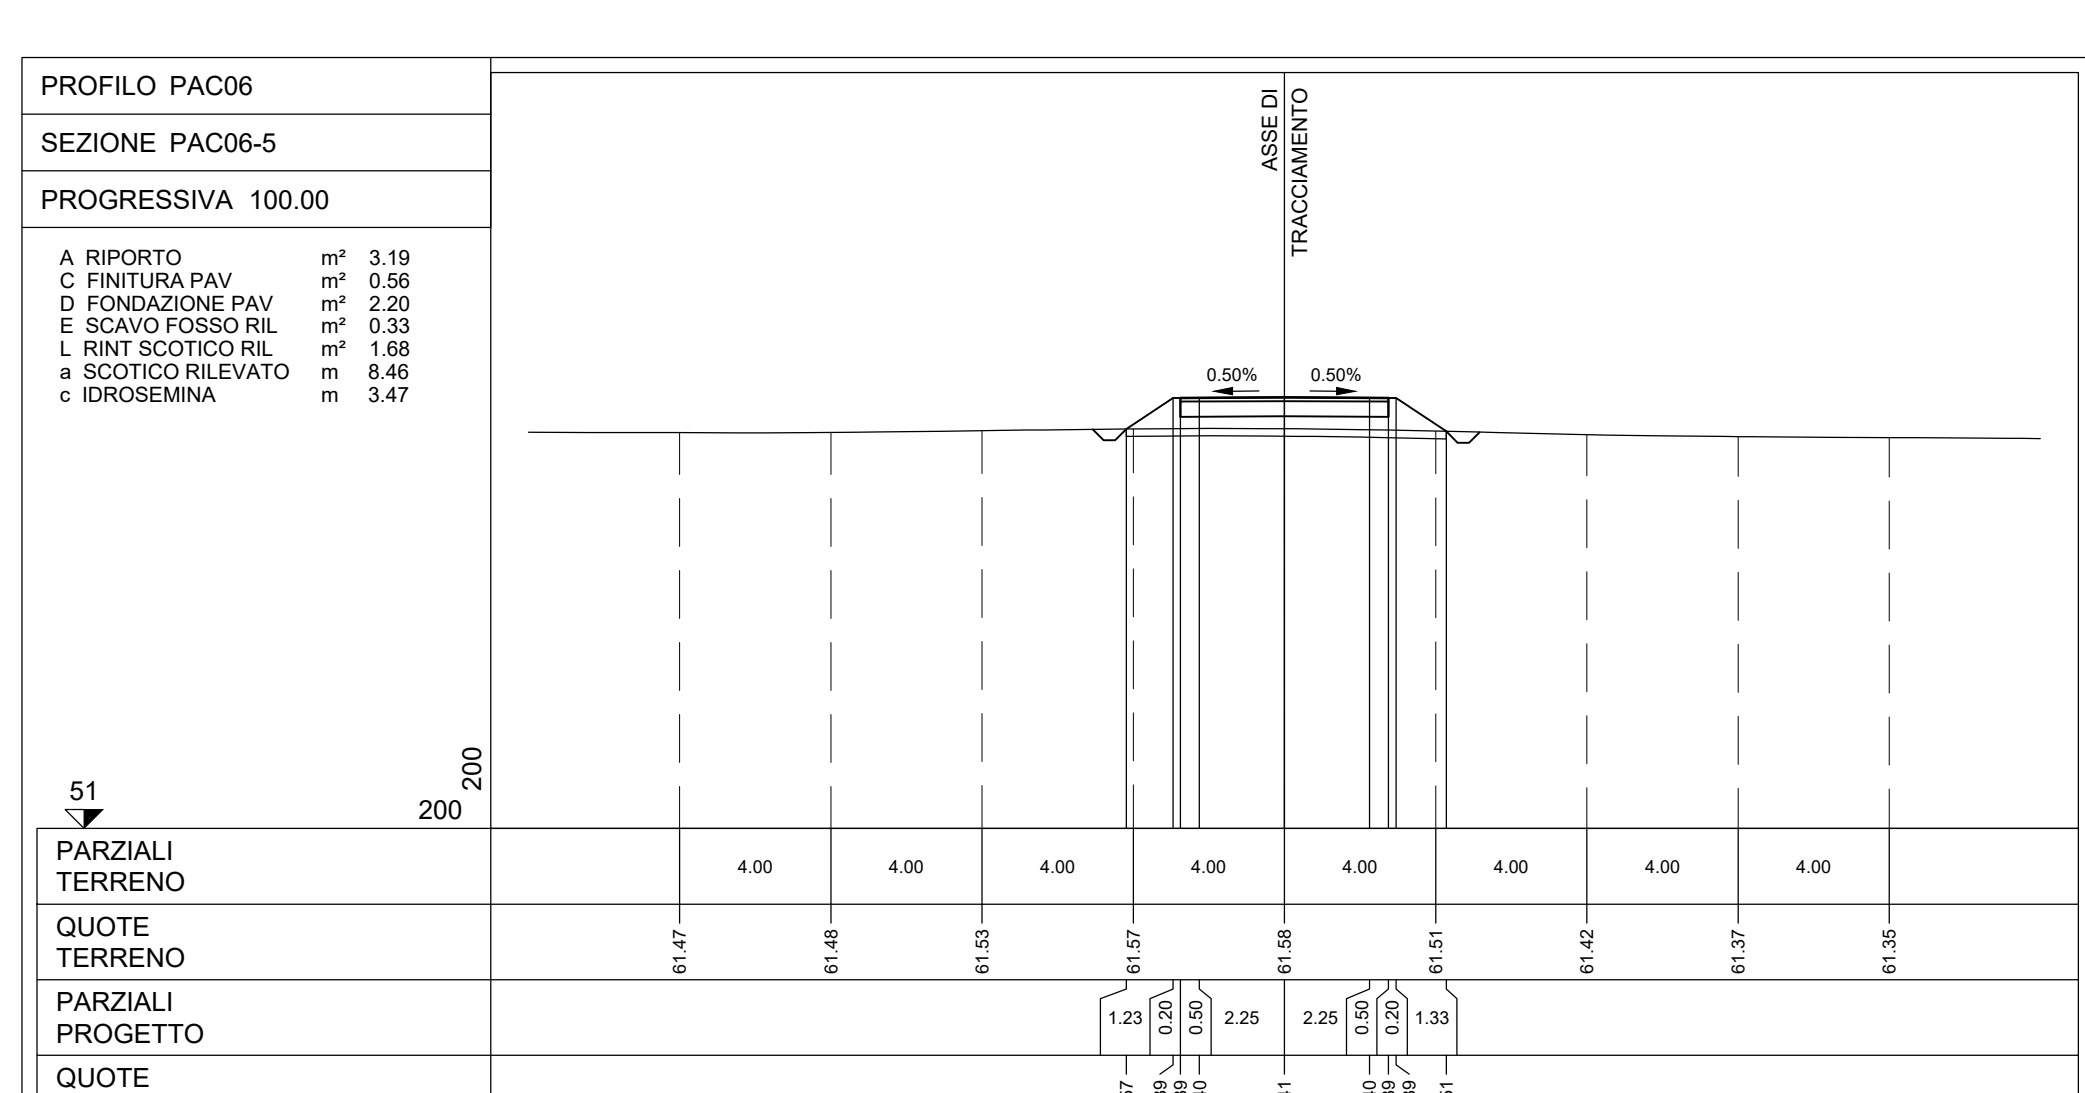 PROFILO PAC06
SEZIONE PAC06-5
PROGRESSIVA 100.00
A RIPORTO m² 3.19
C FINITURA PAV m² 0.56
D FONDAZIONE PAV m² 2.20
E SCAVO FOSSO RIL m² 0.33
L RINT SCOTICO RIL m² 1.68
a SCOTICO RILEVATO m 8.46
c IDROSEMINA m 3.47
ASSE DI
TRACCIAMENTO
0.50% 0.50%
51
200
200
PARZIALI
TERRENO
4.00 4.00 4.00 4.00 4.00 4.00 4.00 4.00
QUOTE
TERRENO
61.47 61.48 61.53 61.57 61.58 61.51 61.42 61.37 61.35
PARZIALI
PROGETTO
1.23 0.20 0.50 2.25 2.25 0.50 0.20 1.33
QUOTE